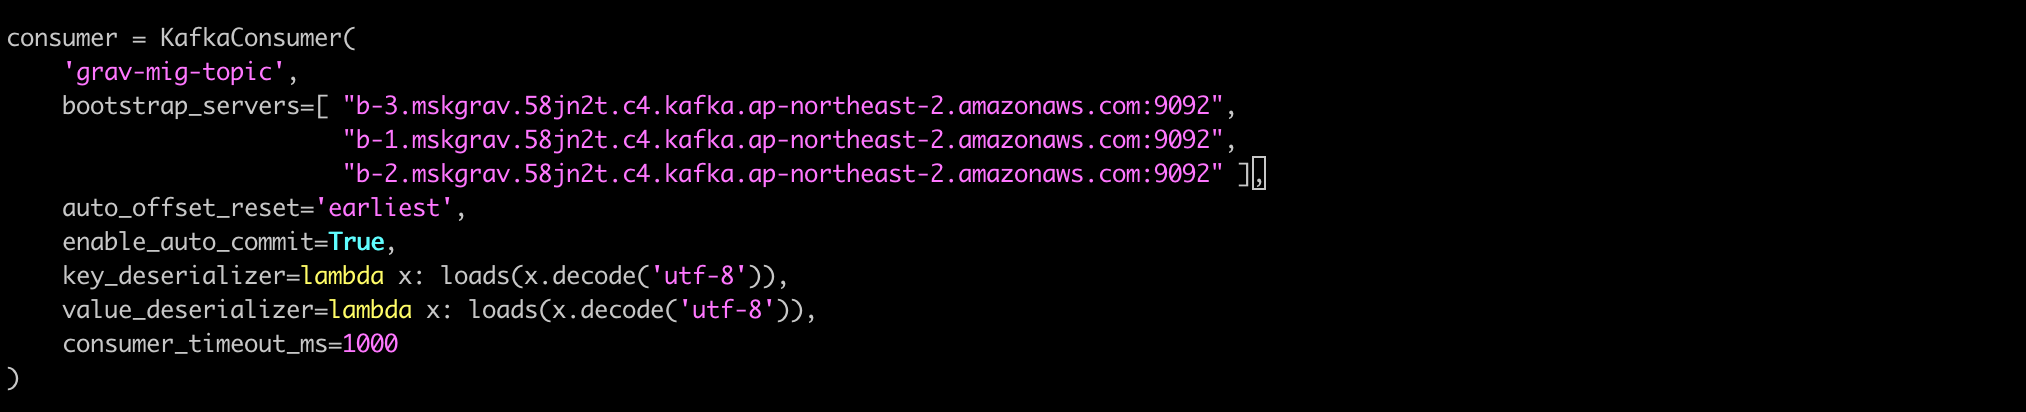 consumer = KafkaConsumer(
    'grav-mig-topic',
    bootstrap_servers=[ "b-3.mskgrav.58jn2t.c4.kafka.ap-northeast-2.amazonaws.com:9092",
                        "b-1.mskgrav.58jn2t.c4.kafka.ap-northeast-2.amazonaws.com:9092",
                        "b-2.mskgrav.58jn2t.c4.kafka.ap-northeast-2.amazonaws.com:9092" ],
    auto_offset_reset='earliest',
    enable_auto_commit=True,
    key_deserializer=lambda x: loads(x.decode('utf-8')),
    value_deserializer=lambda x: loads(x.decode('utf-8')),
    consumer_timeout_ms=1000
)